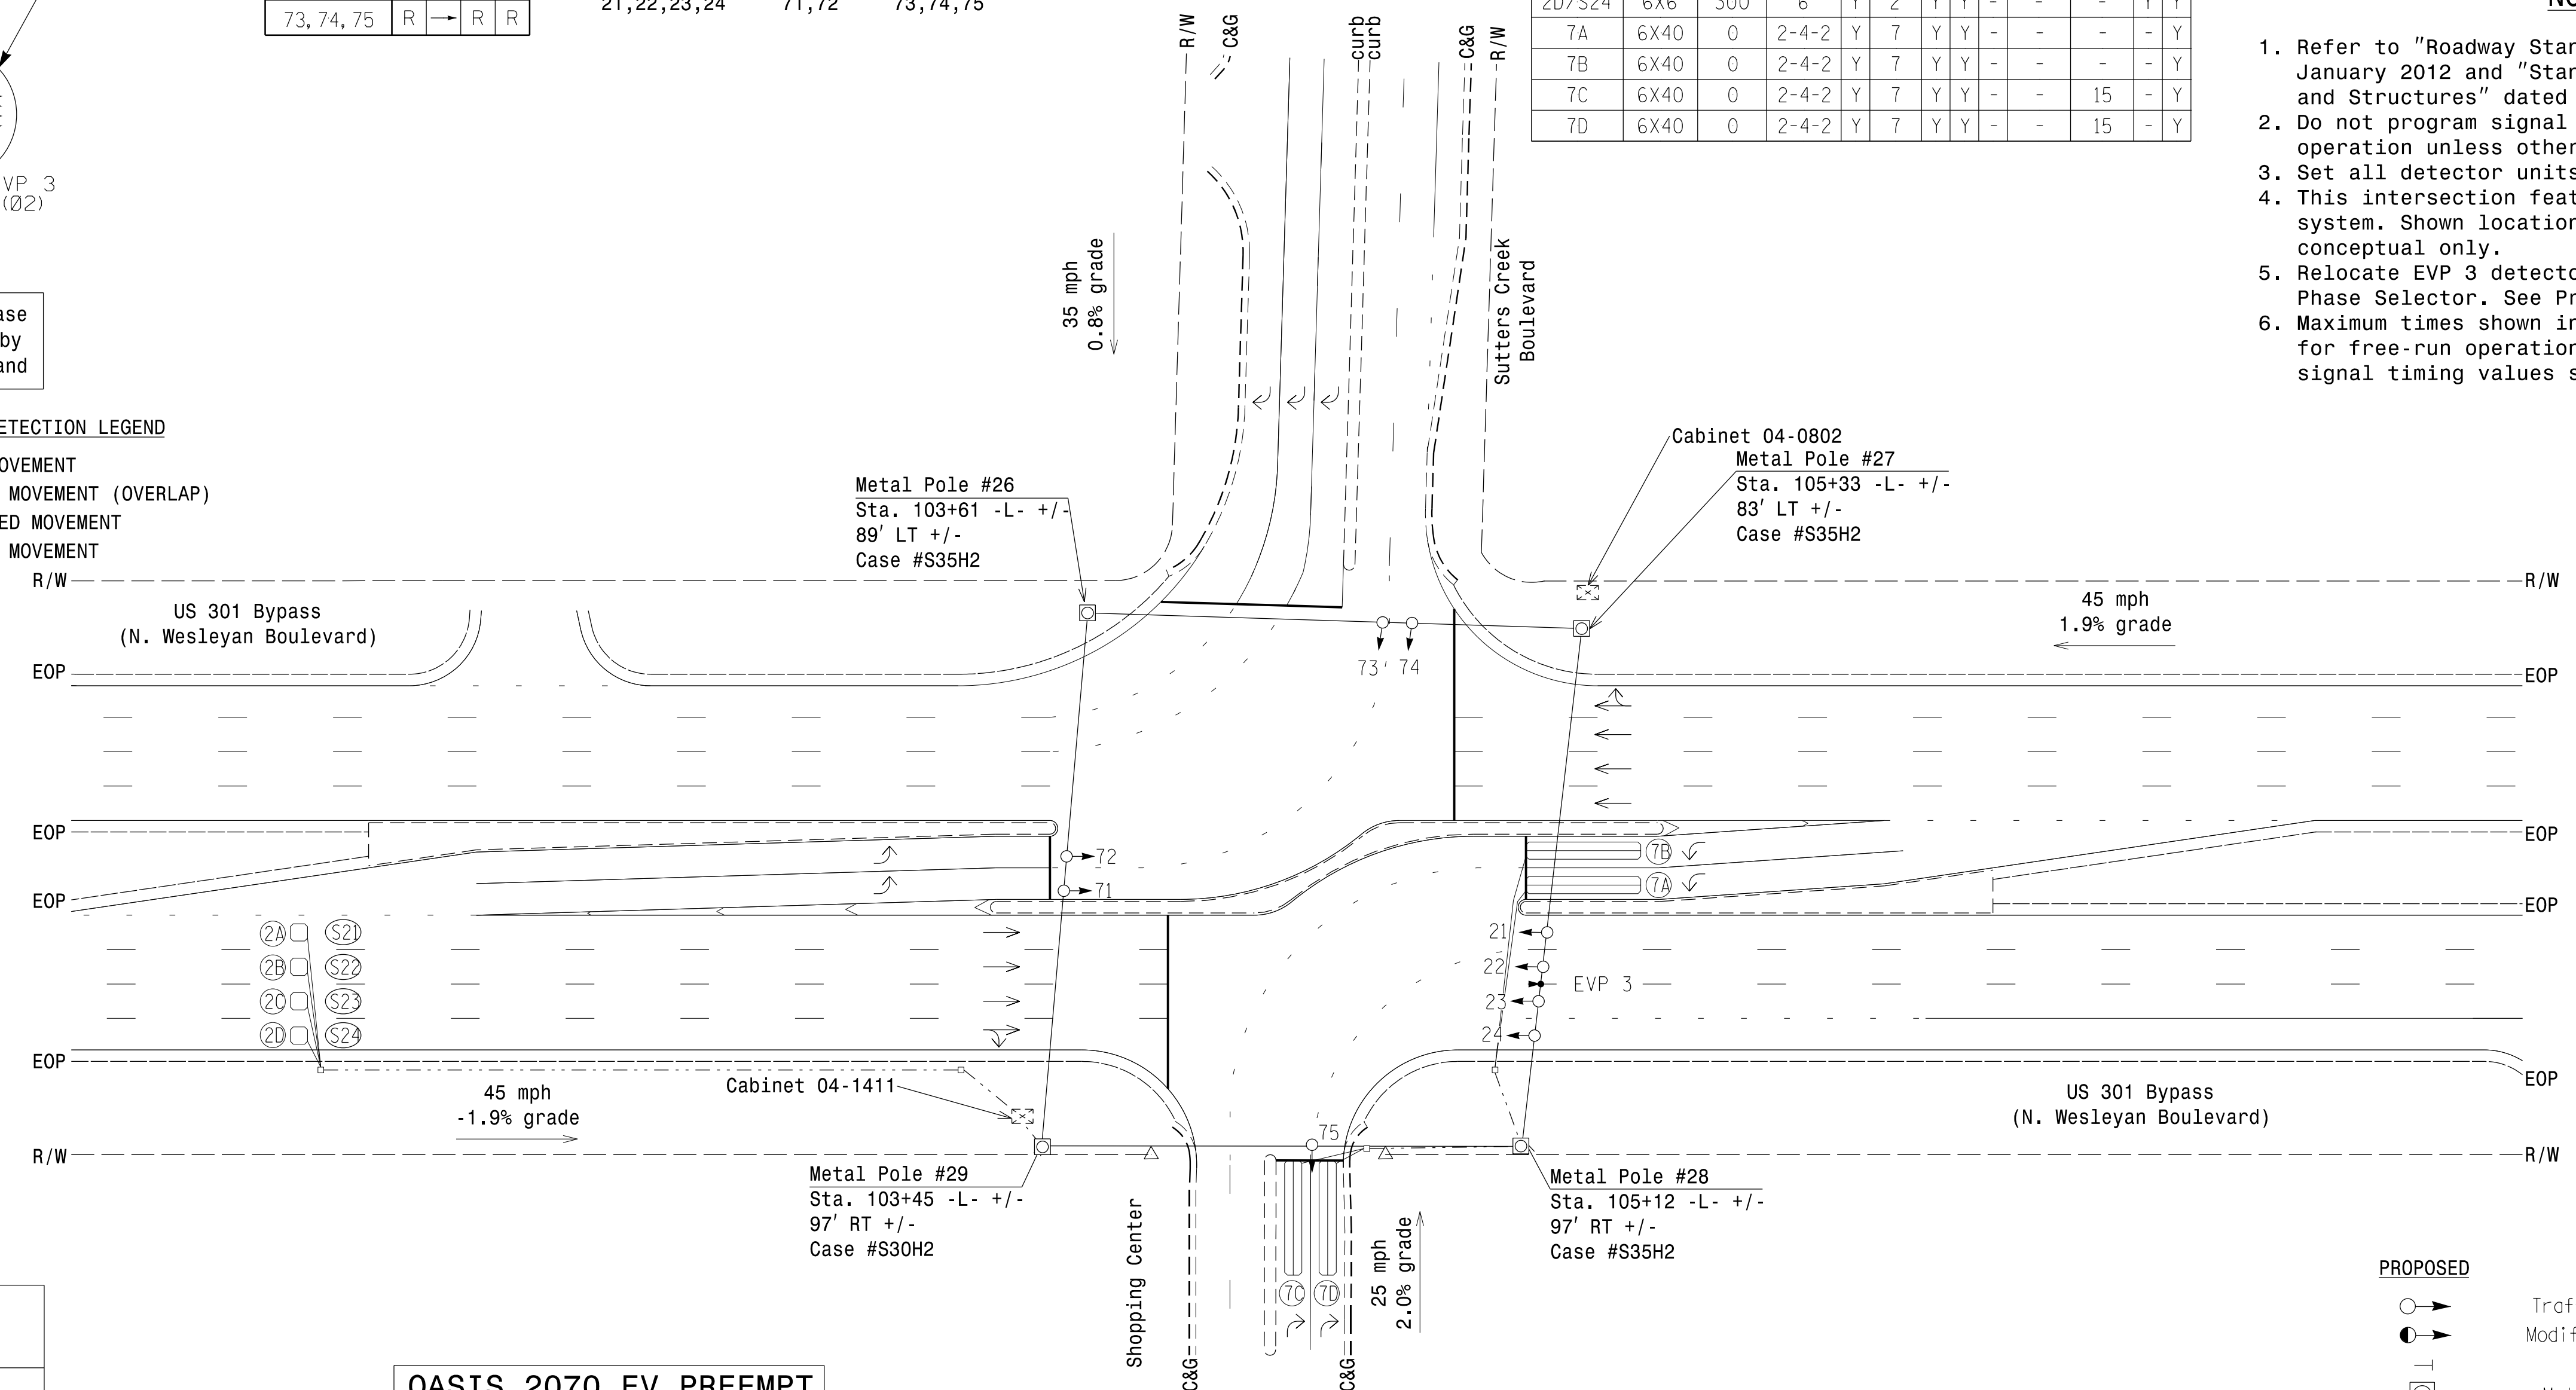 73,74,75 R → R R
21,22,23,24 71,72 73,74,75
2D/S24 6X6 300 6 Y 2 Y Y - - - Y Y
7A 6X40 0 2-4-2 Y 7 Y Y - - - - Y
7B 6X40 0 2-4-2 Y 7 Y Y - - - - Y
7C 6X40 0 2-4-2 Y 7 Y Y - - 15 - Y
7D 6X40 0 2-4-2 Y 7 Y Y - - 15 - Y
1. Refer to "Roadway Star
January 2012 and "Star
and Structures" dated
2. Do not program signal
operation unless other
3. Set all detector units
4. This intersection feat
system. Shown location
conceptual only.
5. Relocate EVP 3 detecto
Phase Selector. See Pr
6. Maximum times shown in
for free-run operation
signal timing values s
VP 3
(Ø2)
ase
by
and
ETECTION LEGEND
OVEMENT
MOVEMENT (OVERLAP)
ED MOVEMENT
MOVEMENT
R/W
C&G
curb
curb
C&G
R/W
35 mph
0.8% grade
Sutters Creek
Boulevard
Cabinet 04-0802
Metal Pole #27
Sta. 105+33 -L- +/-
83' LT +/-
Case #S35H2
Metal Pole #26
Sta. 103+61 -L- +/-
89' LT +/-
Case #S35H2
R/W
R/W
US 301 Bypass
(N. Wesleyan Boulevard)
45 mph
1.9% grade
73
74
EOP
EOP
EOP
EOP
72
71
7B
7A
EOP
EOP
2A S21
2B S22
2C S23
2D S24
21
22
EVP 3
23
24
EOP
EOP
45 mph
-1.9% grade
Cabinet 04-1411
US 301 Bypass
(N. Wesleyan Boulevard)
75
R/W
R/W
Metal Pole #29
Sta. 103+45 -L- +/-
97' RT +/-
Case #S30H2
Metal Pole #28
Sta. 105+12 -L- +/-
97' RT +/-
Case #S35H2
Shopping Center
7C
7D
25 mph
2.0% grade
C&G
C&G
PROPOSED
Traf
Modif
OASIS 2070 EV PREEMPT